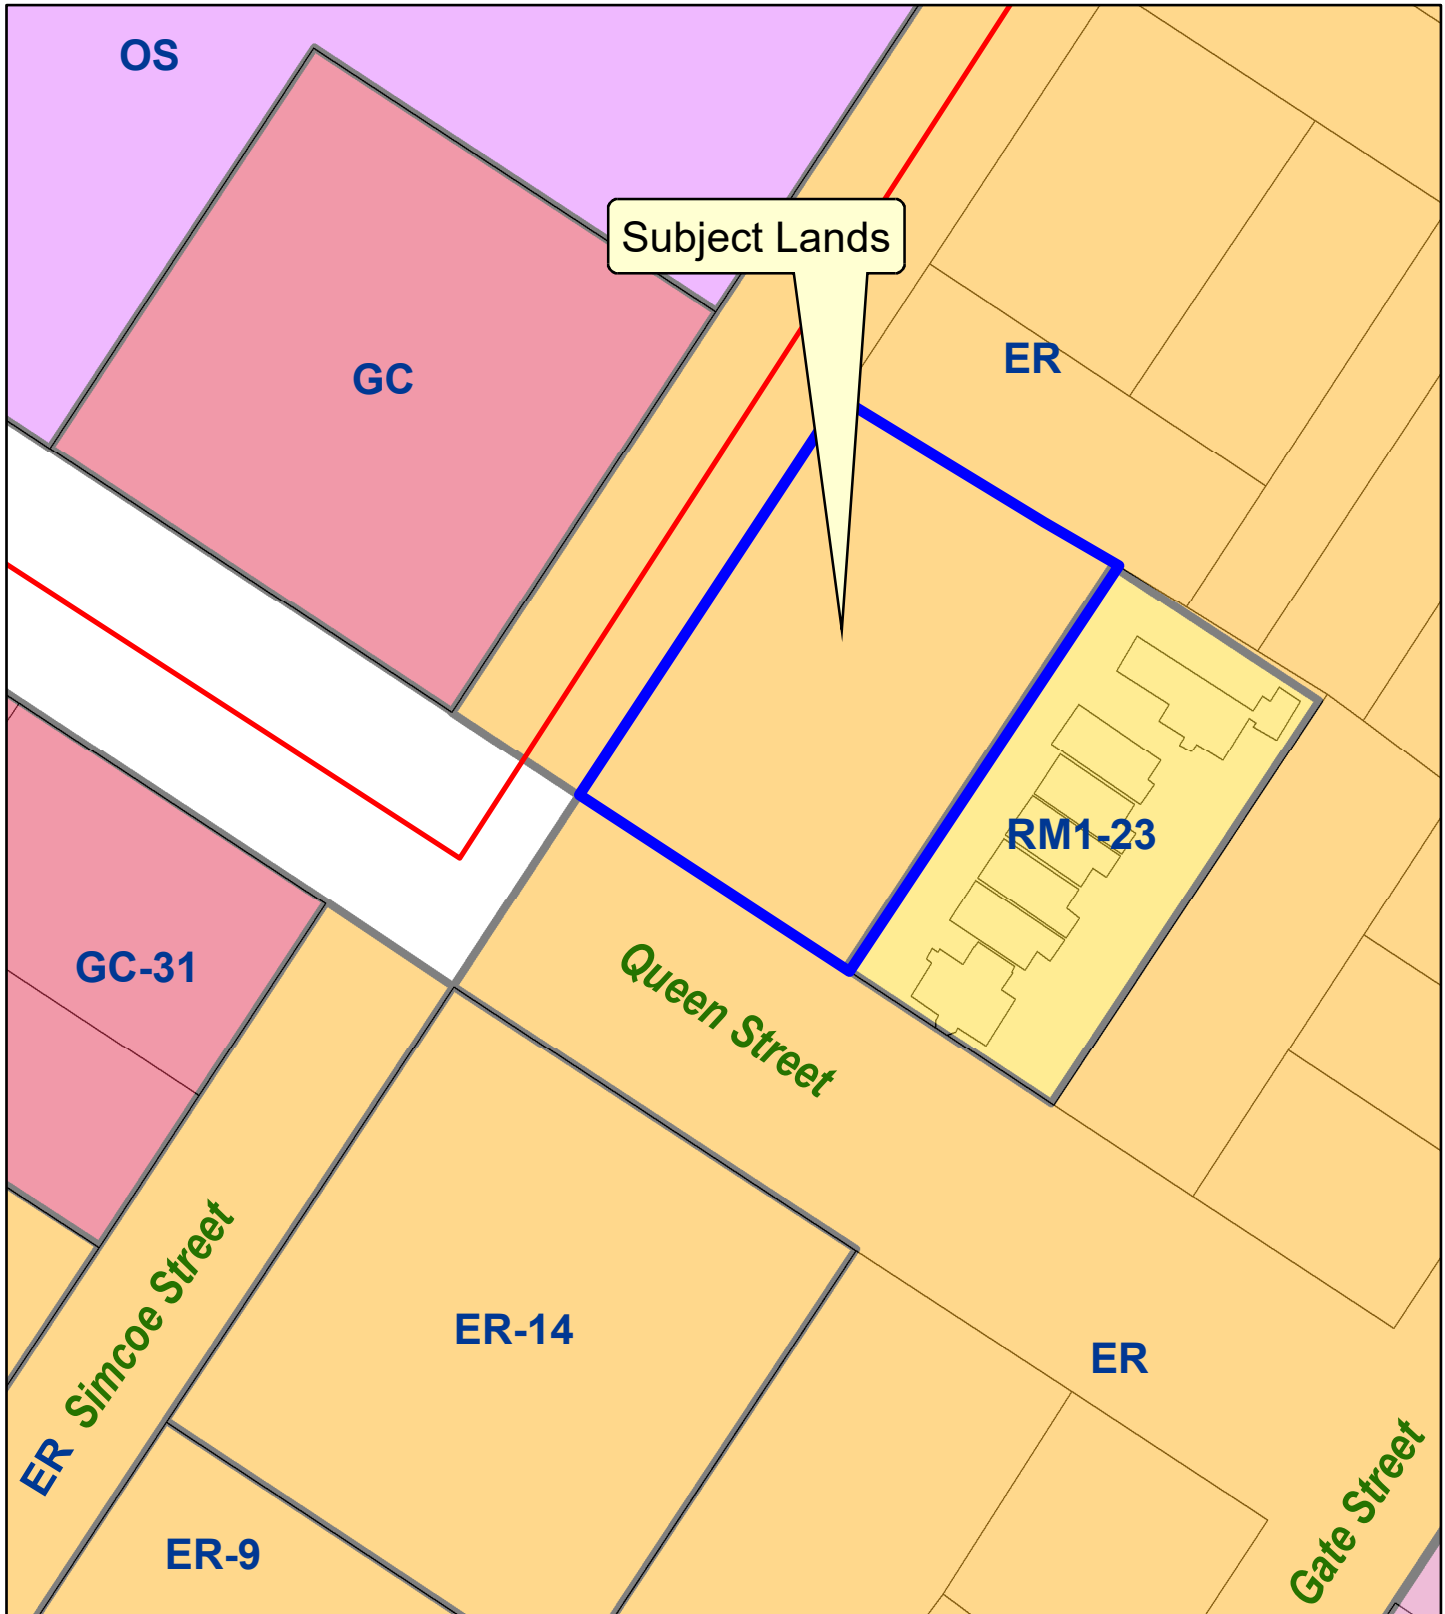 OS
Subject Lands
ER
GC
RM1-23
GC-31
Queen Street
Simcoe Street
ER-14
ER
ER
Gate Street
ER-9